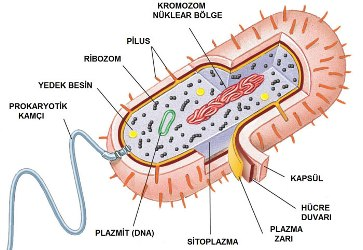 KROMOZOM
NÜKLEAR BÖLGE
PİLUS
RİBOZOM
YEDEK BESİN
PROKARYOTİK
KAMÇI
KAPSÜL
HÜCRE
DUVARI
PLAZMA
ZARI
PLAZMİT (DNA)
SİTOPLAZMA